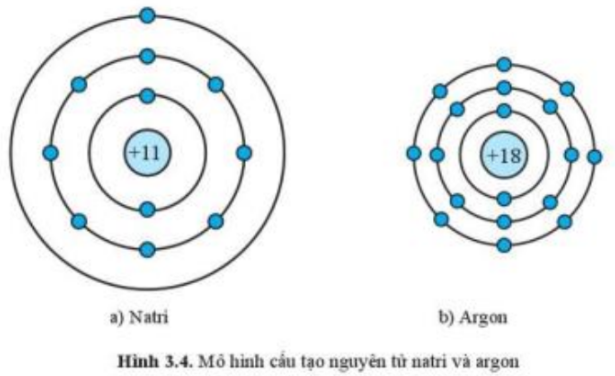 +11
+18
a) Natri
b) Argon
Hình 3.4. Mô hình cấu tạo nguyên tử natri và argon